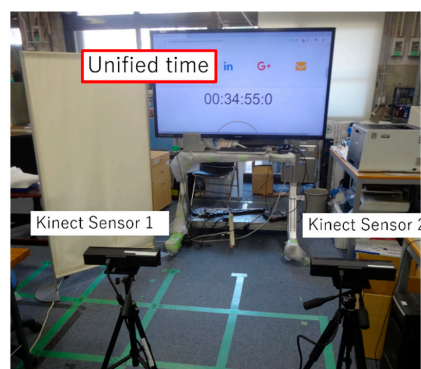 Unified time
in
G+
00:34:55:0
Kinect Sensor 1
Kinect Sensor 2